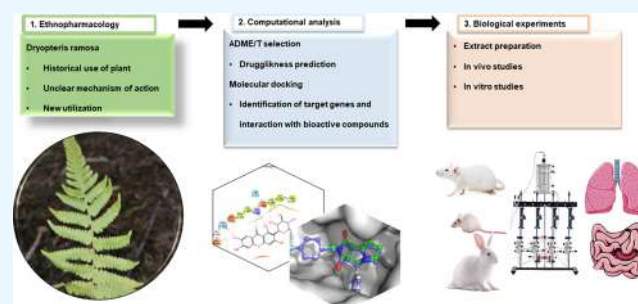 1. Ethnopharmacology
Dryopteris ramosa
• Historical use of plant
• Unclear mechanism of action
• New utilization
2. Computational analysis
ADME/T selection
• Drugglikness prediction
Molecular docking
• Identification of target genes and
interaction with bioactive compounds
3. Biological experiments
• Extract preparation
• In vivo studies
• In vitro studies